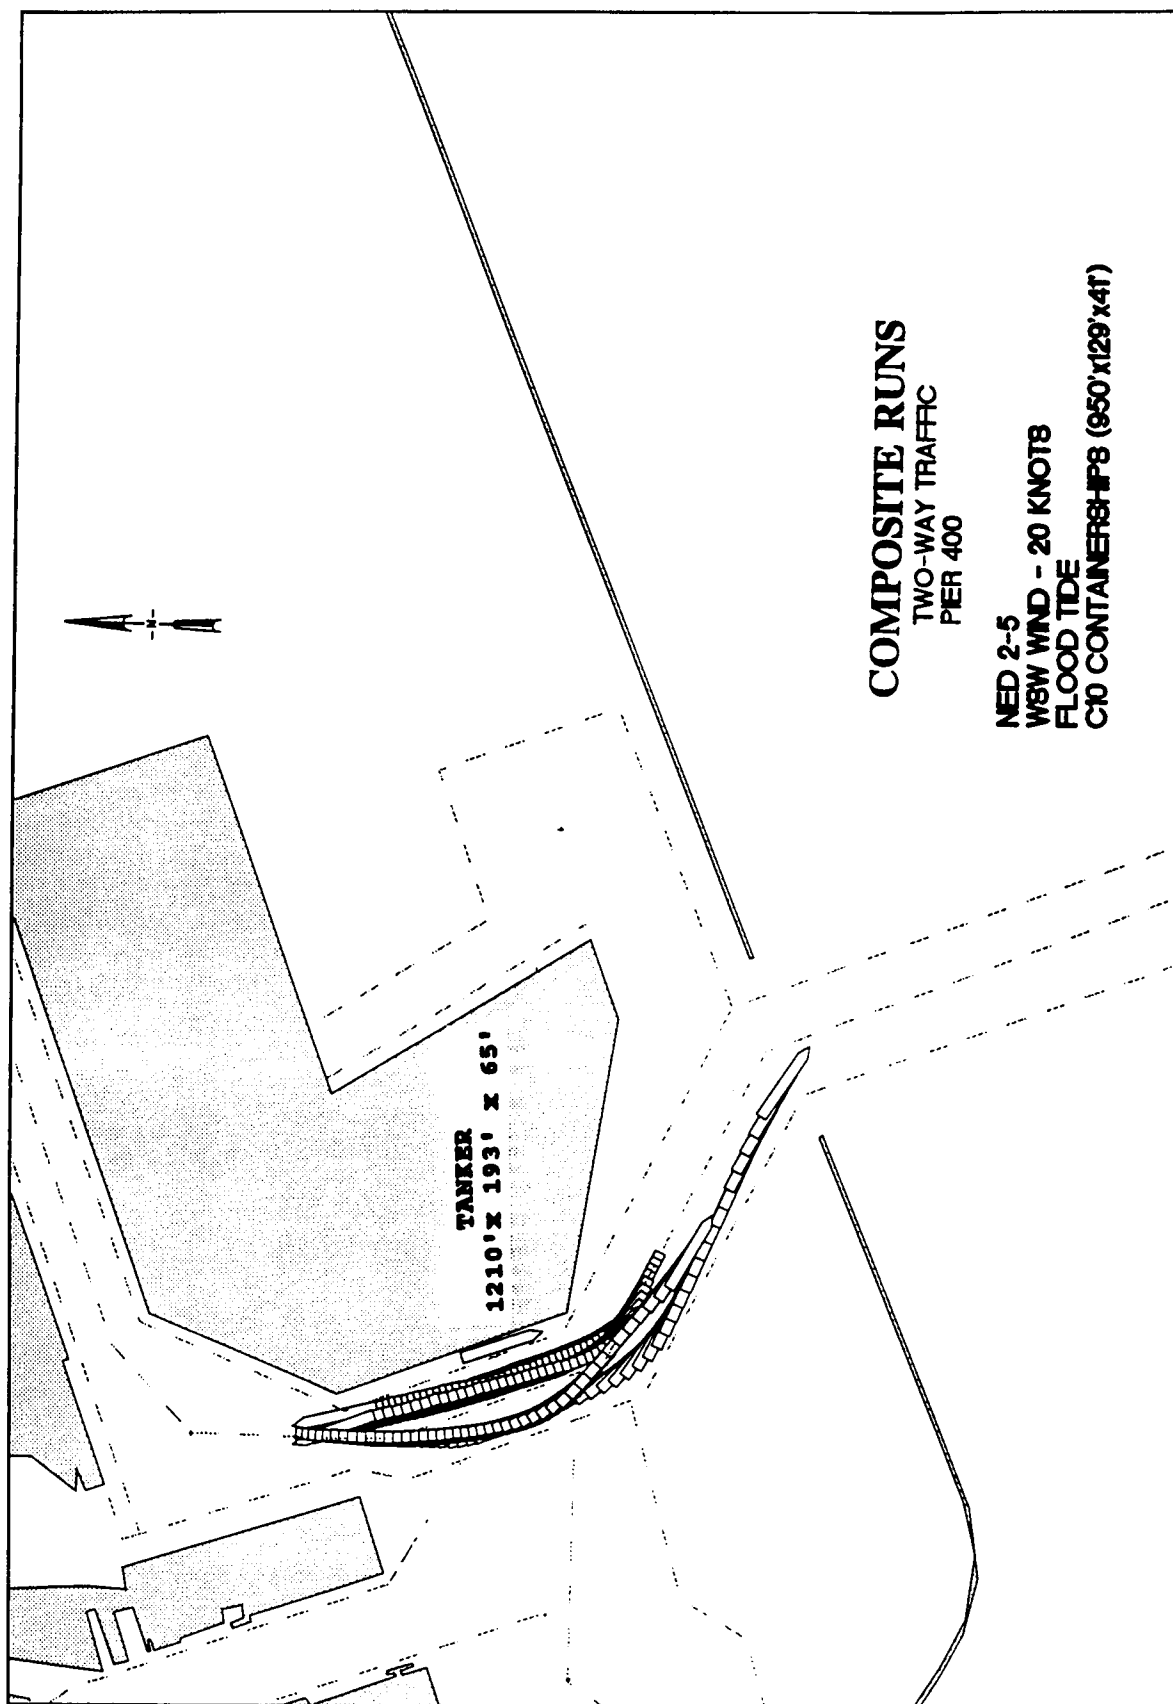 COMPOSITE RUNS
TWO-WAY TRAFFIC
PIER 400
NED 2-5
WSW WIND - 20 KNOTS
FLOOD TIDE
C10 CONTAINERSHIPS (950'x129'x41')
TANKER
1210'x 193' x 65'
N